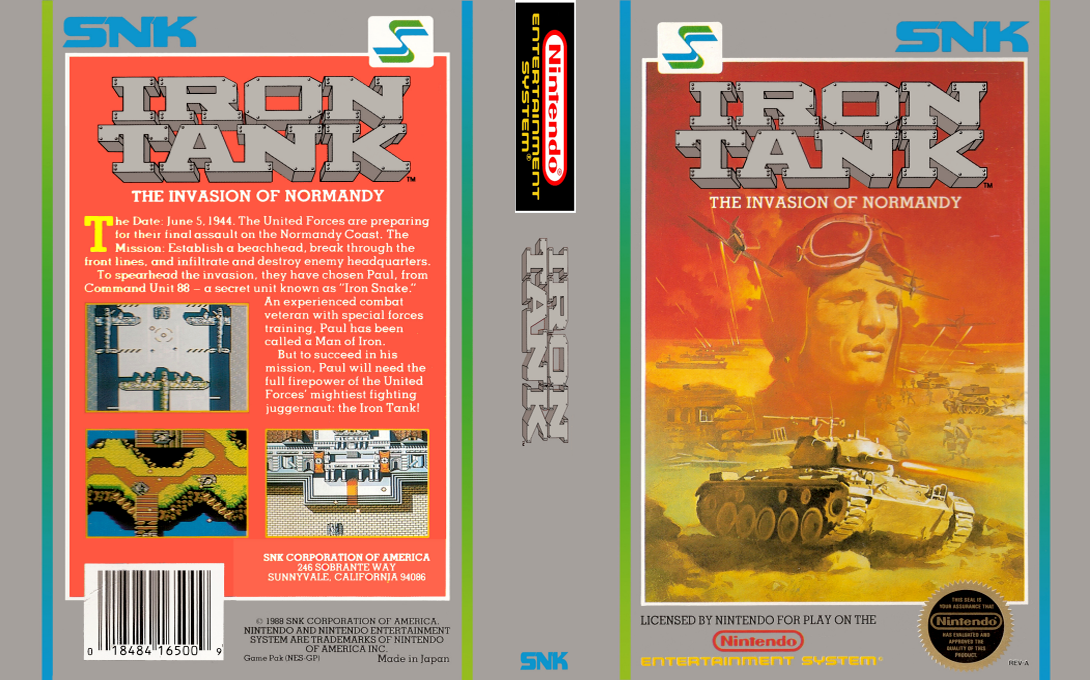 SNK
IRON
TANK™
THE INVASION OF NORMANDY
The Date: June 5, 1944. The United Forces are preparing
for their final assault on the Normandy Coast. The
Mission: Establish a beachhead, break through the
front lines, and infiltrate and destroy enemy headquarters.
To spearhead the invasion, they have chosen Paul, from
Command Unit 88 – a secret unit known as "Iron Snake."
An experienced combat
veteran with special forces
training, Paul has been
called a Man of Iron.
But to succeed in his
mission, Paul will need the
full firepower of the United
Forces' mightiest fighting
juggernaut: the Iron Tank!
SNK CORPORATION OF AMERICA
246 SOBRANTE WAY
SUNNYVALE, CALIFORNJA 94086
0 18484 16500 9
© 1988 SNK CORPORATION OF AMERICA,
NINTENDO AND NINTENDO ENTERTAINMENT
SYSTEM ARE TRADEMARKS OF NINTENDO
OF AMERICA INC.
Game Pak (NES-GP)
Made in Japan
Nintendo®
ENTERTAINMENT
SYSTEM®
IRON
TANK
SNK
SNK
IRON
TANK™
THE INVASION OF NORMANDY
LICENSED BY NINTENDO FOR PLAY ON THE
Nintendo
ENTERTAINMENT SYSTEM®
THIS SEAL IS
YOUR ASSURANCE THAT
Nintendo
HAS EVALUATED AND
APPROVED THE
QUALITY OF THIS
PRODUCT.
REV-A